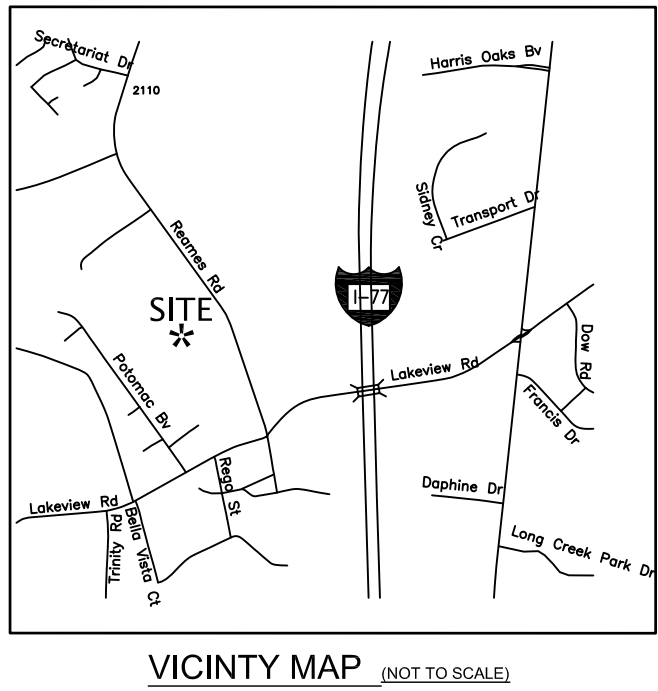 Secretariat Dr
2110
Harris Oaks Bv
Sidney Cr
Transport Dr
Reames Rd
I-77
SITE
*
Lakeview Rd
Dow Rd
Potomac Bv
Francis Dr
Rego St
Daphine Dr
Lakeview Rd
Trinity Rd
Bella Vista Ct
Long Creek Park Dr
VICINTY MAP (NOT TO SCALE)